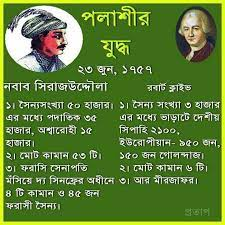 পলাশীর
যুদ্ধ
২৩ জুন, ১৭৫৭
নবাব সিরাজউদ্দৌলা
রবার্ট ক্লাইভ
১। সৈন্যসংখ্যা ৫০ হাজার।
এর মধ্যে পদাতিক ৩৫
হাজার, অশ্বারোহী ১৫
হাজার।
২। মোট কামান ৫৩ টি।
৩। ফরাসি সেনাপতি
মঁসিয়ে দ্য সিনফ্রের অধীনে
৪ টি কামান ও ৪৫ জন
ফরাসী সৈন্য।
১। সৈন্য সংখ্যা ৩ হাজার
এর মধ্যে ভাড়াটে দেশীয়
সিপাহি ২১০০,
ইউরোপীয়ান- ৯৫০ জন,
১৫০ জন গোলন্দাজ।
২। মোট কামান ৬ টি।
৩। আর মীরজাফর।
প্রতাপ